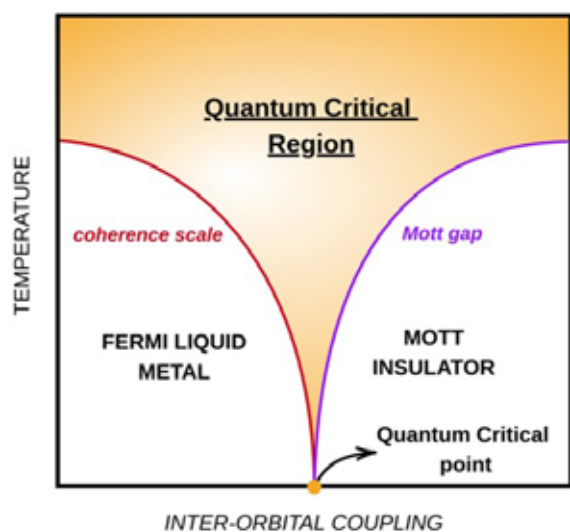 Quantum Critical
Region
TEMPERATURE
coherence scale
Mott gap
FERMI LIQUID
METAL
MOTT
INSULATOR
Quantum Critical
point
INTER-ORBITAL COUPLING